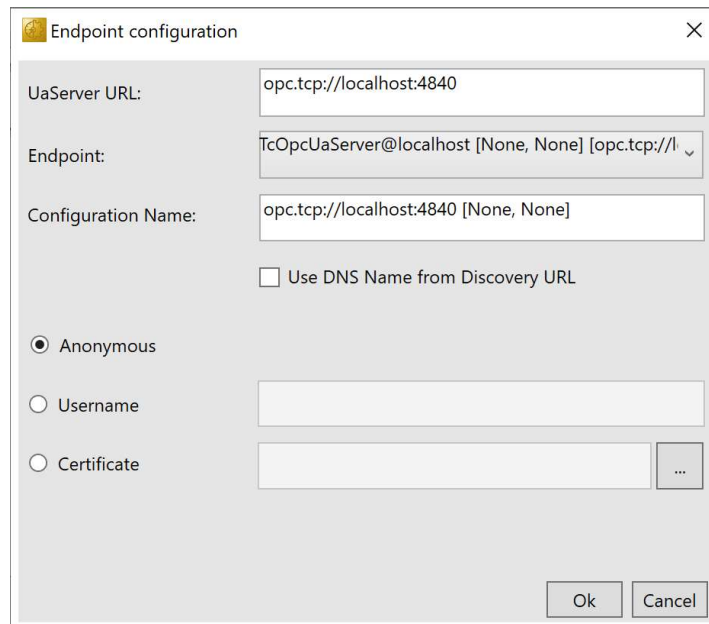 Endpoint configuration
UaServer URL:
opc.tcp://localhost:4840
Endpoint:
TcOpcUaServer@localhost [None, None] [opc.tcp://l
Configuration Name:
opc.tcp://localhost:4840 [None, None]
Use DNS Name from Discovery URL
Anonymous
Username
Certificate
...
Ok
Cancel